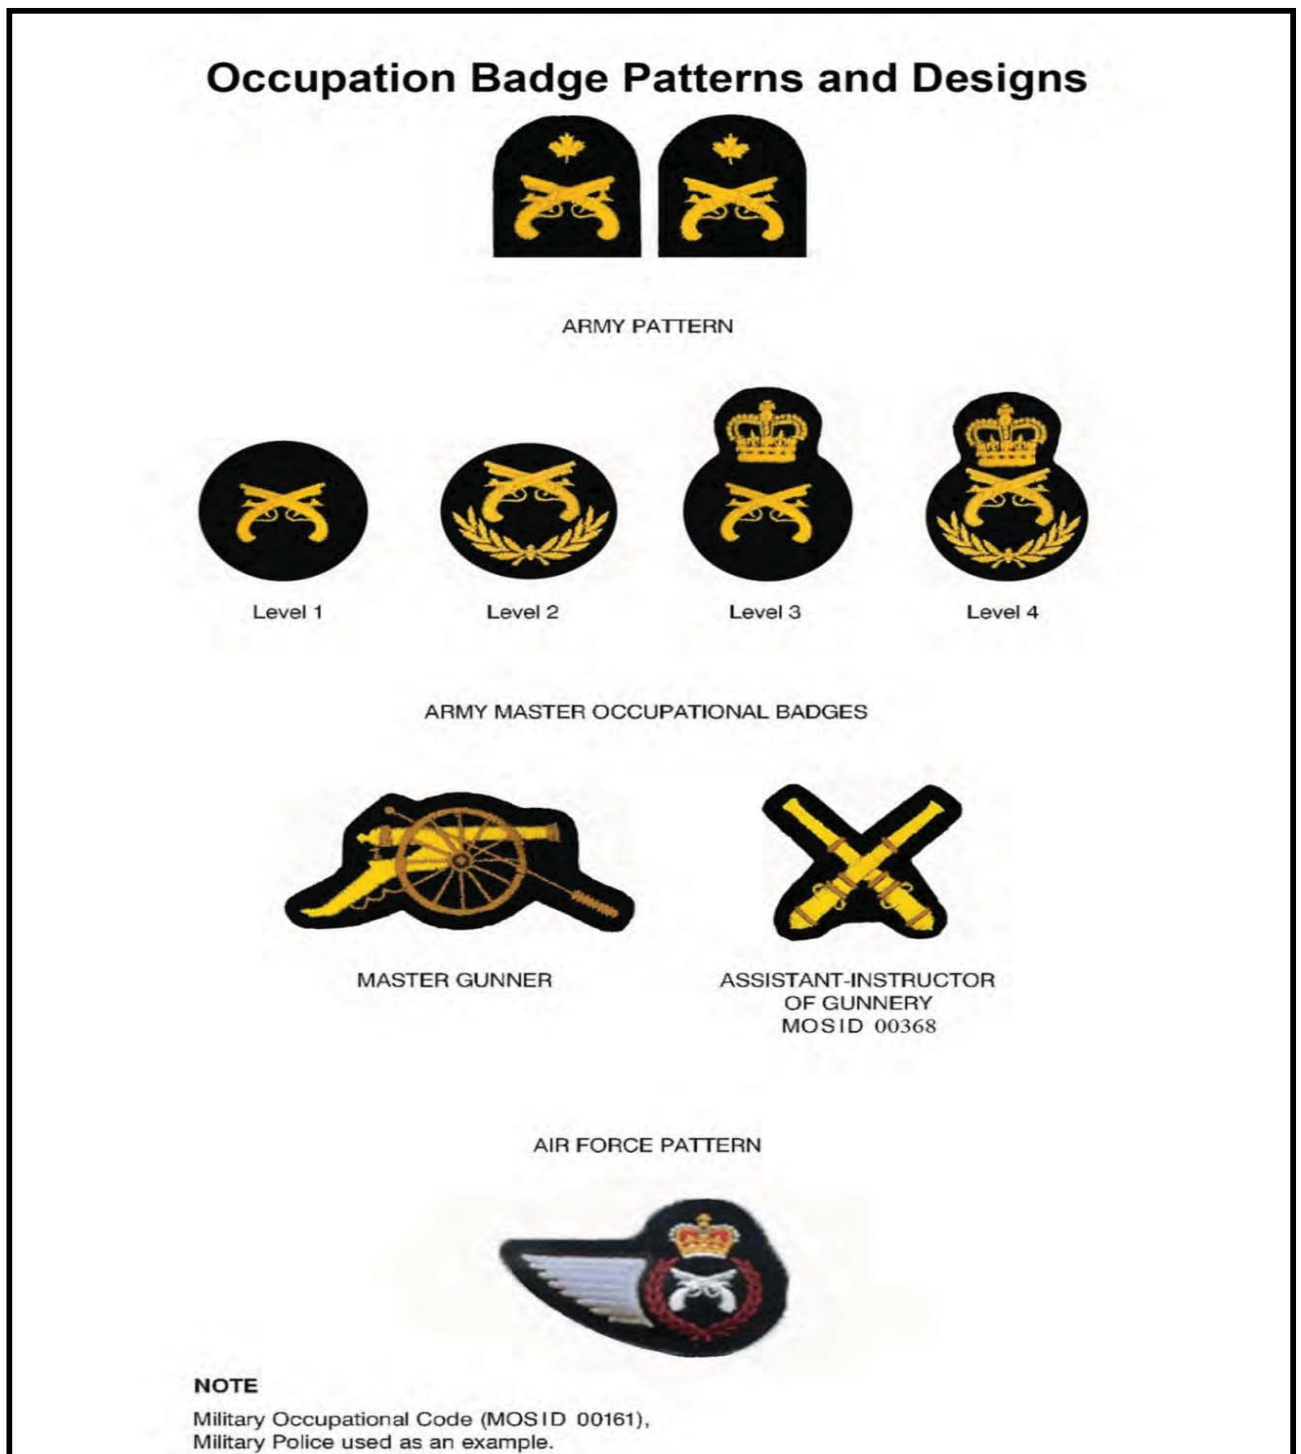 Occupation Badge Patterns and Designs
ARMY PATTERN
Level 1
Level 2
Level 3
Level 4
ARMY MASTER OCCUPATIONAL BADGES
MASTER GUNNER
ASSISTANT-INSTRUCTOR
OF GUNNERY
MOSID 00368
AIR FORCE PATTERN
NOTE
Military Occupational Code (MOSID 00161),
Military Police used as an example.